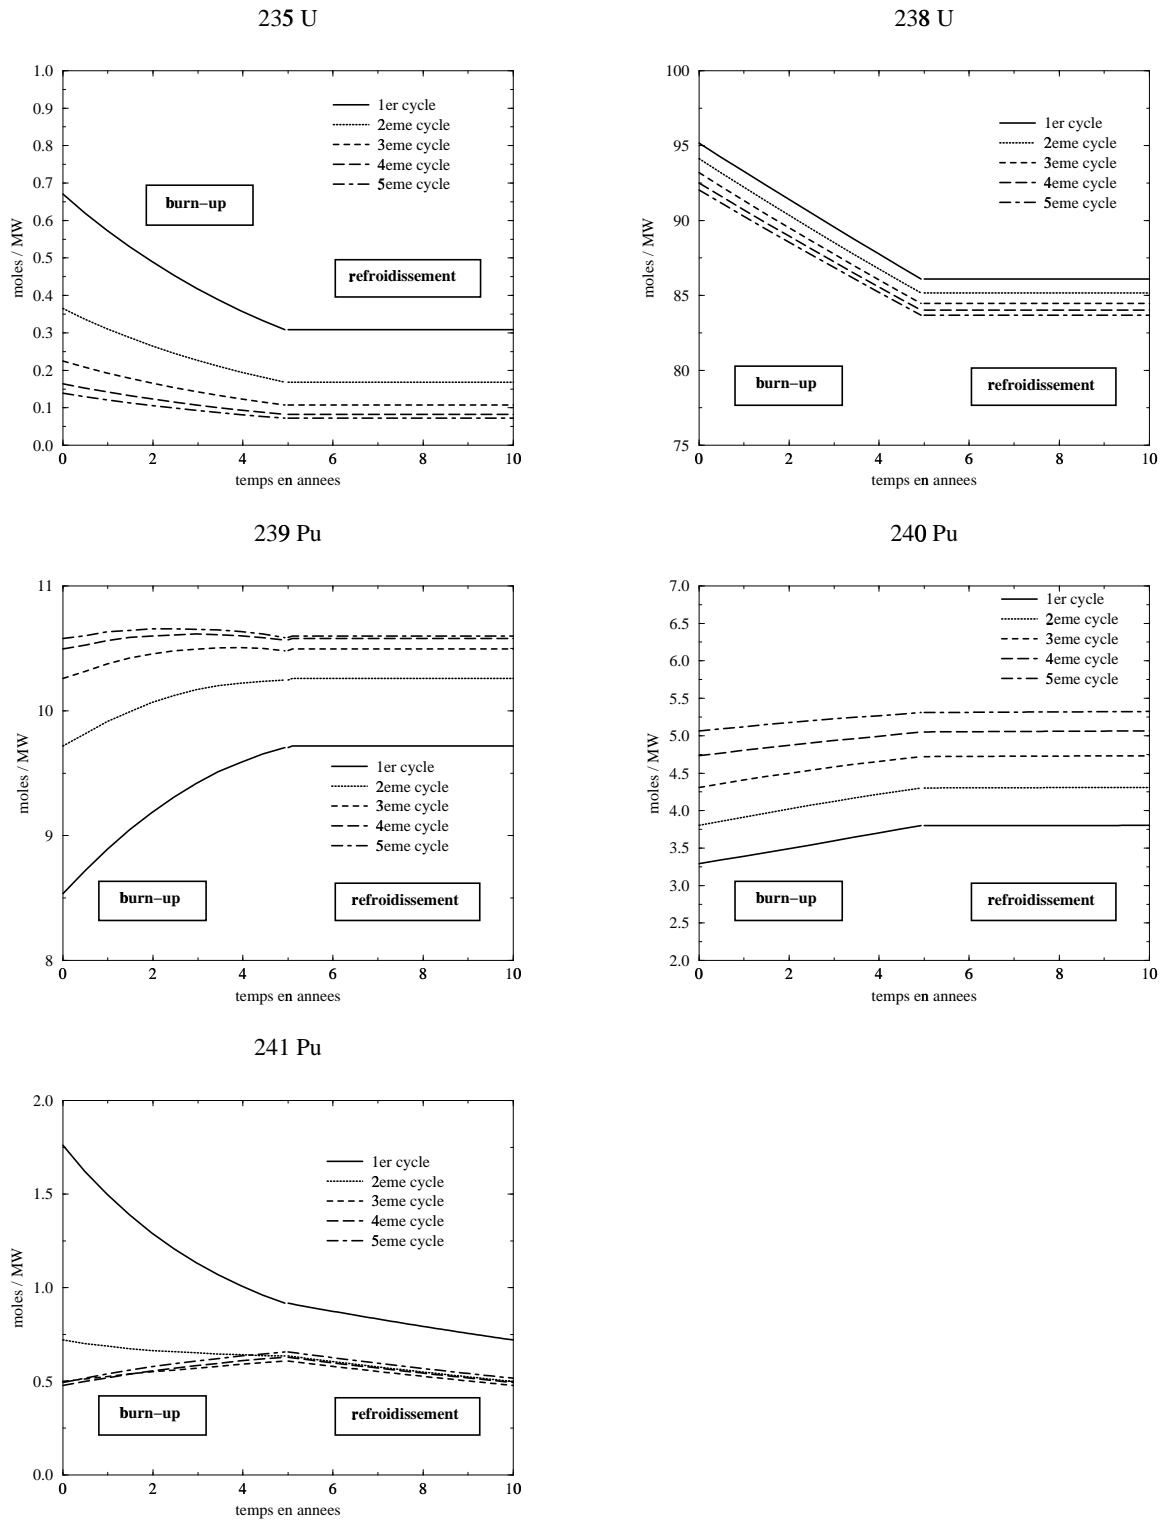 235 U
1.0
0.9
0.8
0.7
0.6
0.5
0.4
0.3
0.2
0.1
0.0
moles / MW
1er cycle
2eme cycle
3eme cycle
4eme cycle
5eme cycle
burn-up
refroidissement
0 2 4 6 8 10
temps en annees
238 U
100
95
90
85
80
75
moles / MW
1er cycle
2eme cycle
3eme cycle
4eme cycle
5eme cycle
burn-up
refroidissement
0 2 4 6 8 10
temps en annees
239 Pu
11
10
9
8
moles / MW
1er cycle
2eme cycle
3eme cycle
4eme cycle
5eme cycle
burn-up
refroidissement
0 2 4 6 8 10
temps en annees
240 Pu
7.0
6.5
6.0
5.5
5.0
4.5
4.0
3.5
3.0
2.5
2.0
moles / MW
1er cycle
2eme cycle
3eme cycle
4eme cycle
5eme cycle
burn-up
refroidissement
0 2 4 6 8 10
temps en annees
241 Pu
2.0
1.5
1.0
0.5
0.0
moles / MW
1er cycle
2eme cycle
3eme cycle
4eme cycle
5eme cycle
burn-up
refroidissement
0 2 4 6 8 10
temps en annees